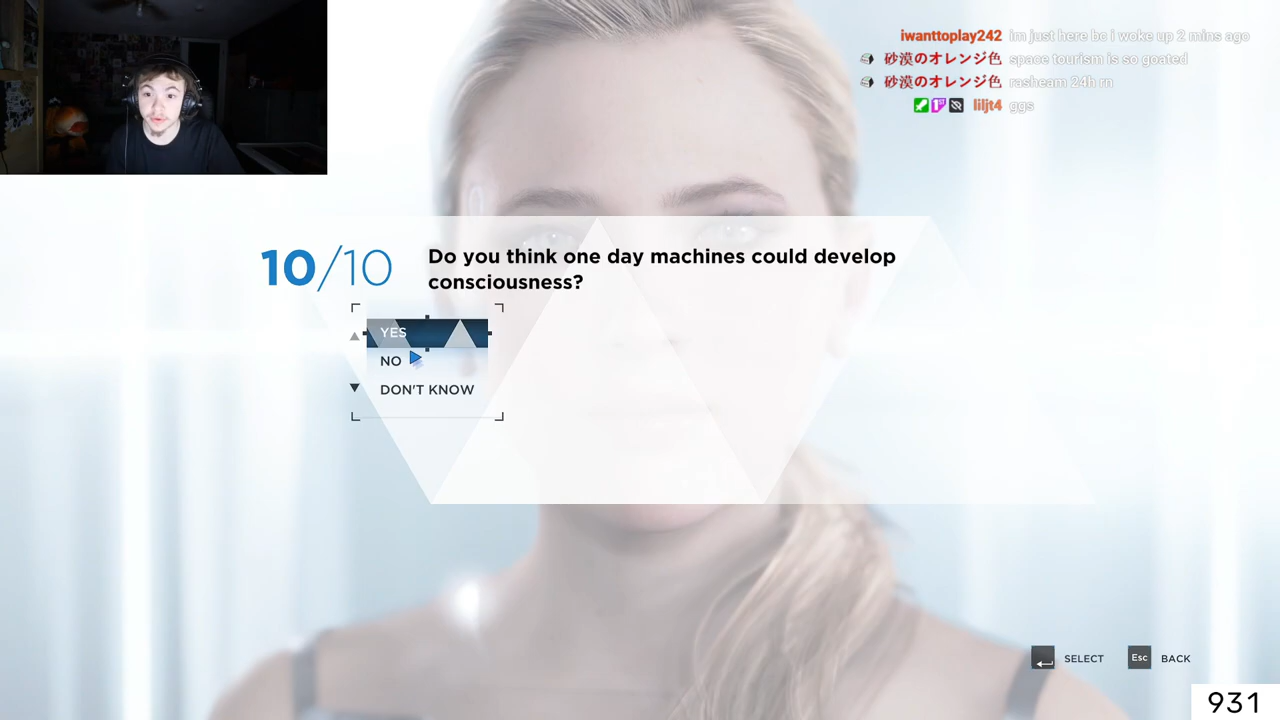 iwanttoplay242 im just here bc i woke up 2 mins ago
砂漠のオレンジ色 space tourism is so goated
砂漠のオレンジ色 rasheam 24h rn
liljt4 ggs
10/10
Do you think one day machines could develop
consciousness?
YES
NO
DON'T KNOW
SELECT
Esc BACK
931